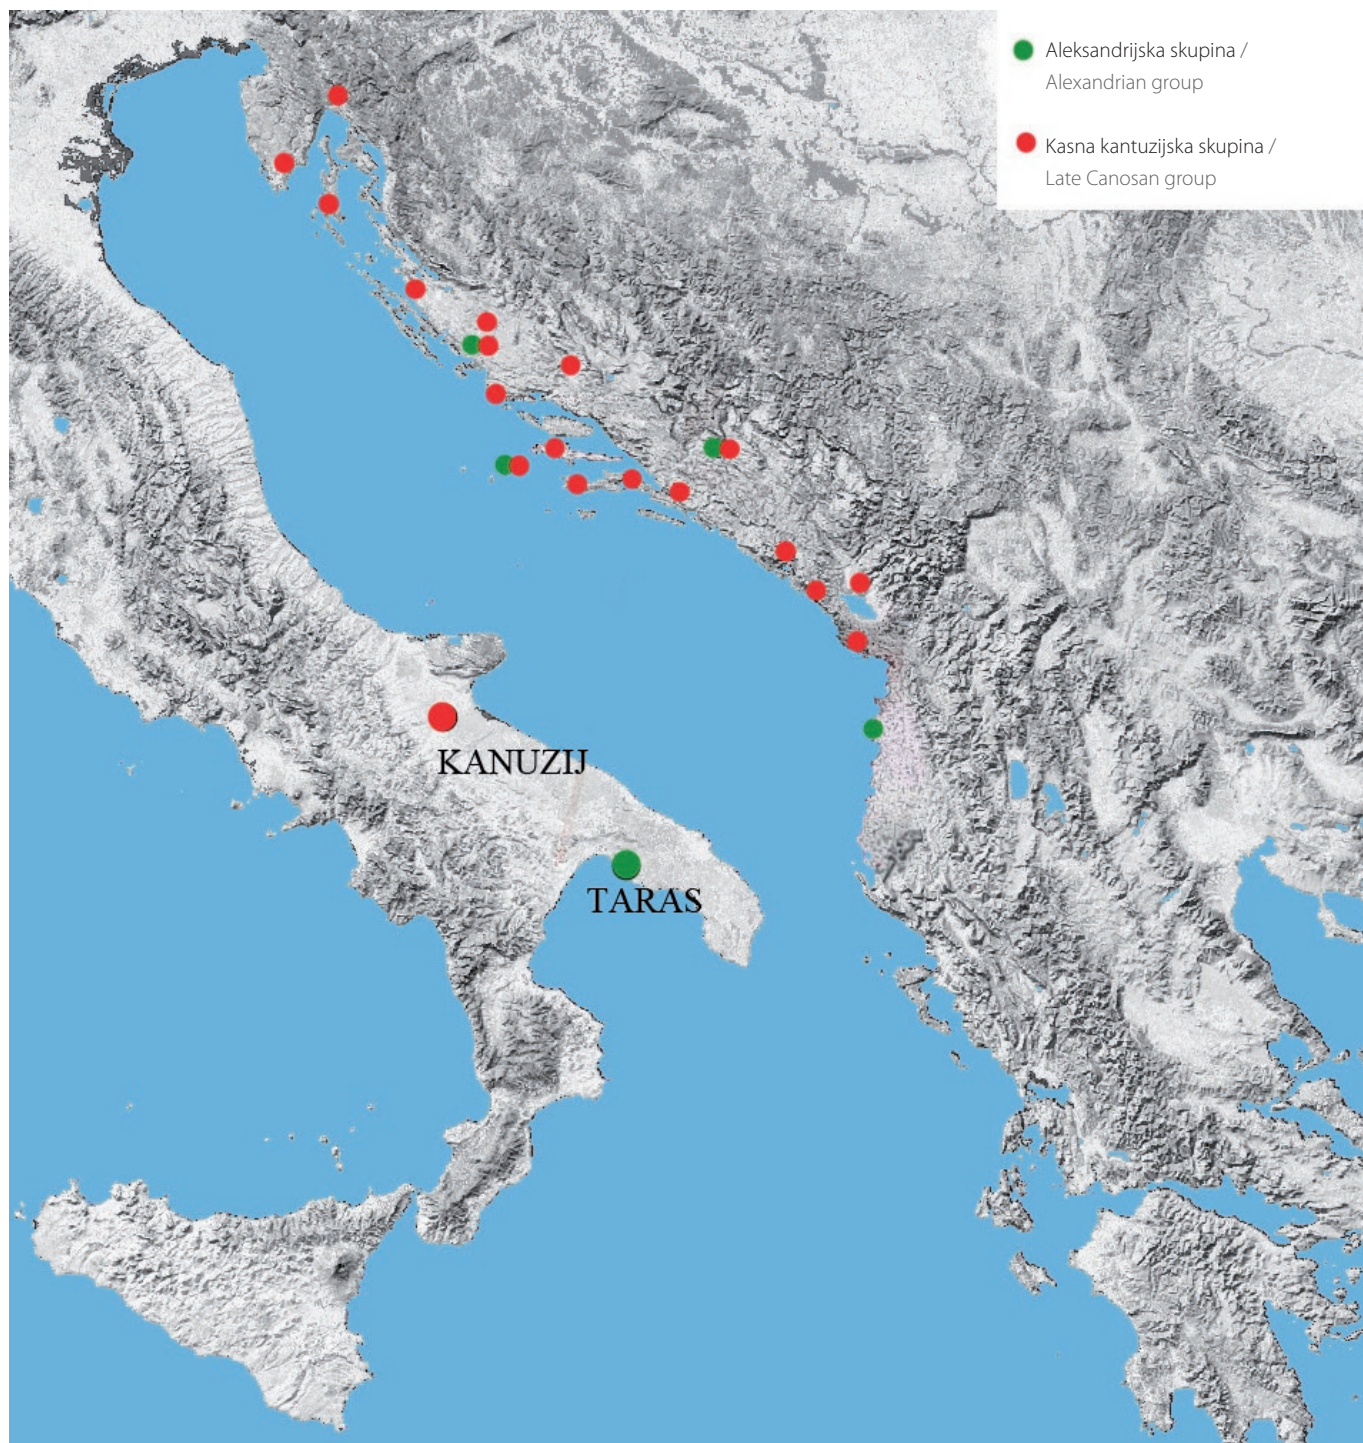 Aleksandrijska skupina /
Alexandrian group
Kasna kantuzijska skupina /
Late Canosan group
KANUZIJ
TARAS